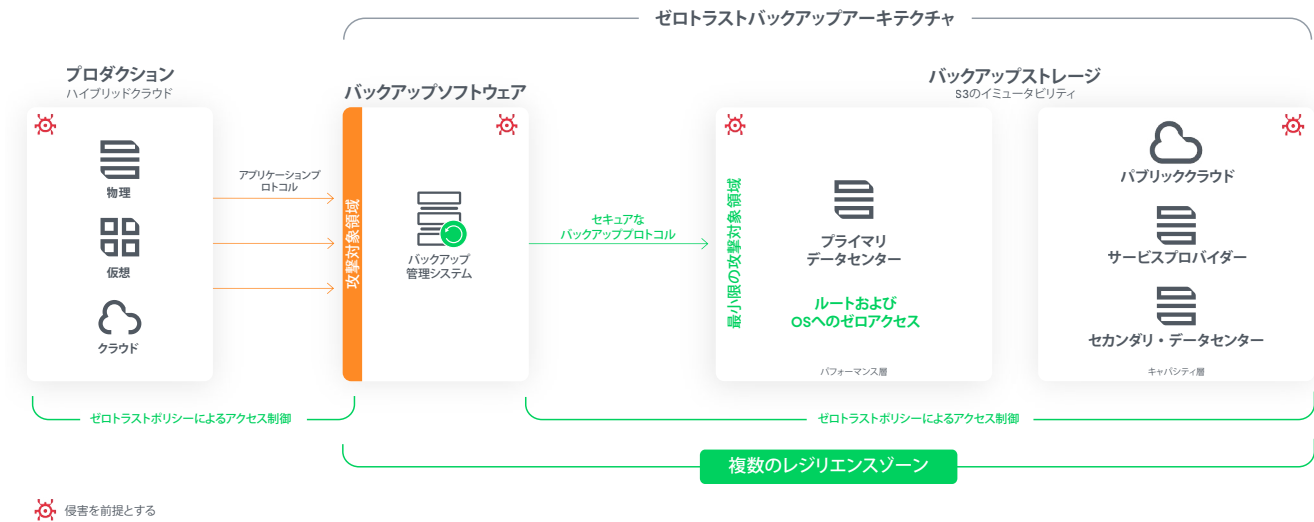 ゼロトラストバックアップアーキテクチャ
プロダクション
ハイブリッドクラウド
バックアップソフトウェア
バックアップストレージ
S3のイミュータビリティ
物理
仮想
クラウド
アプリケーションプ
ロトコル
攻撃対象領域
バックアップ
管理システム
セキュアな
バックアッププロトコル
最小限の攻撃対象領域
プライマリ
データセンター
ルートおよび
OSへのゼロアクセス
パフォーマンス層
パブリッククラウド
サービスプロバイダー
セカンダリ・データセンター
キャパシティ層
ゼロトラストポリシーによるアクセス制御
ゼロトラストポリシーによるアクセス制御
複数のレジリエンスゾーン
侵害を前提とする